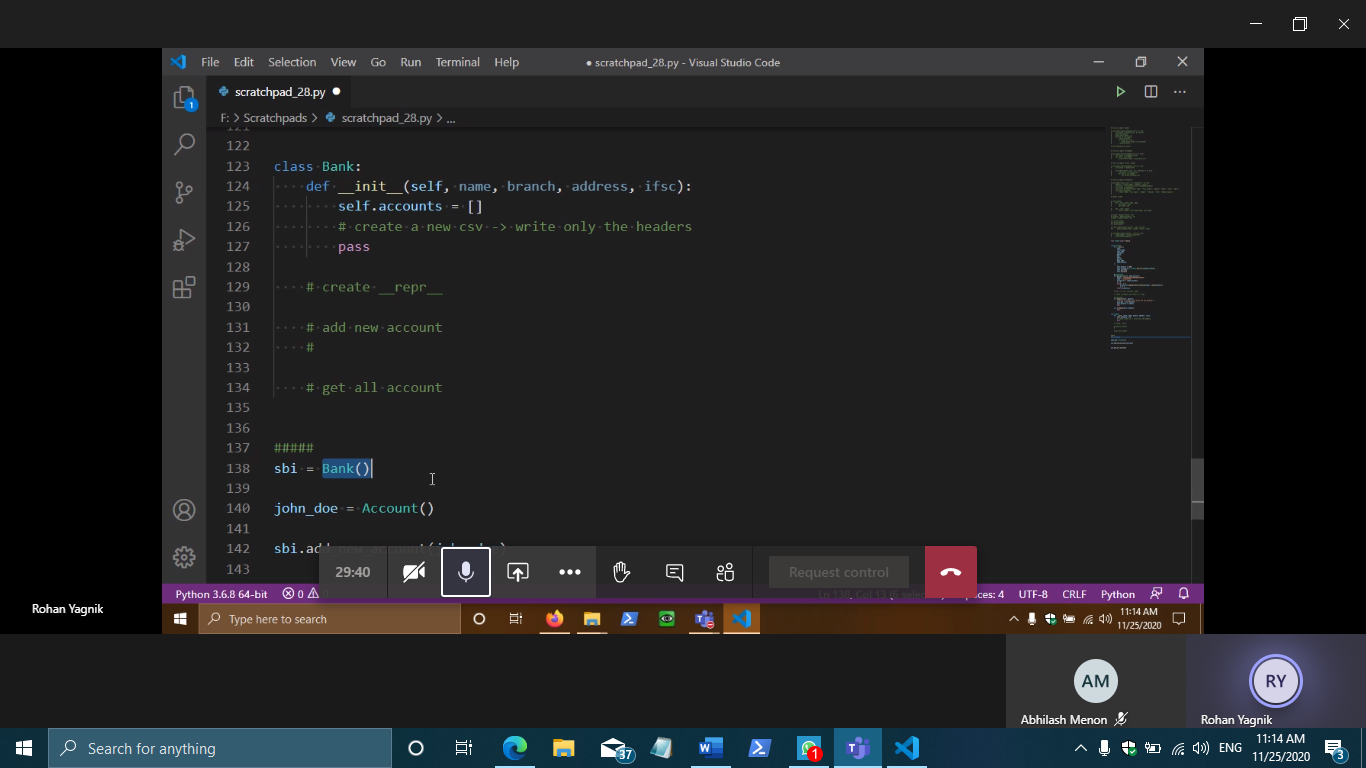 File Edit Selection View Go Run Terminal Help
● scratchpad_28.py - Visual Studio Code
scratchpad_28.py ●
1
F: > Scratchpads > scratchpad_28.py > ...
121
122
123 class Bank:
124 def __init__(self, name, branch, address, ifsc):
125 self.accounts = []
126 # create a new csv -> write only the headers
127 pass
128
129 # create __repr__
130
131 # add new account
132 #
133
134 # get all account
135
136
137 #####
138 sbi = Bank()
139
140 john_doe = Account()
141
142 sbi.add_new_account(john_doe)
143
29:40
Request control
Python 3.6.8 64-bit 0
UTF-8 CRLF Python
Rohan Yagnik
Type here to search
11:14 AM
11/25/2020
AM
RY
Abhilash Menon
Rohan Yagnik
Search for anything
37
1
ENG
11:14 AM
11/25/2020
3